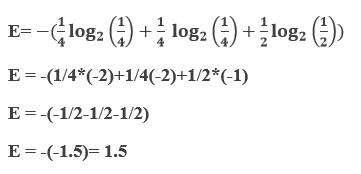 E= −(1/4 log₂ (1/4) + 1/4 log₂ (1/4) + 1/2 log₂ (1/2))
E = -(1/4*(-2)+1/4(-2)+1/2*(-1)
E = -(-1/2-1/2-1/2)
E = -(-1.5)= 1.5